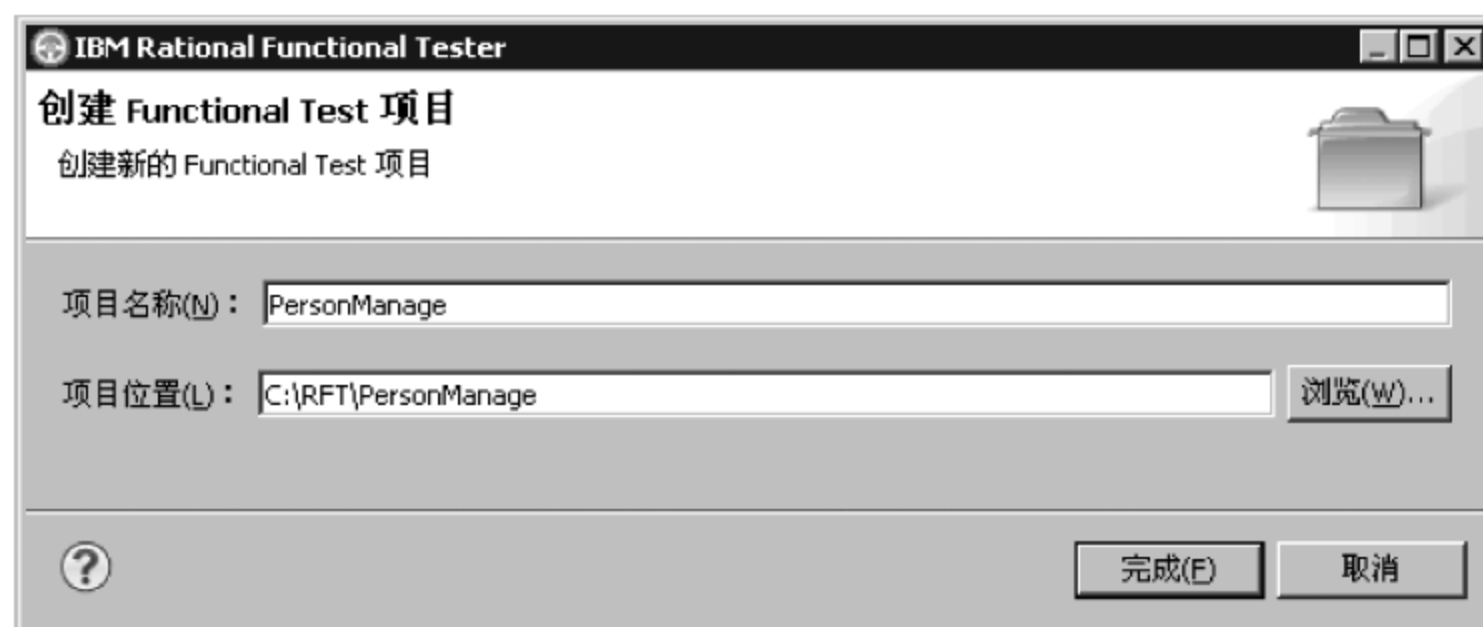 IBM Rational Functional Tester
创建 Functional Test 项目
创建新的 Functional Test 项目
项目名称(N)： PersonManage
项目位置(L)： C:\RFT\PersonManage 浏览(W)...
?
完成(F) 取消